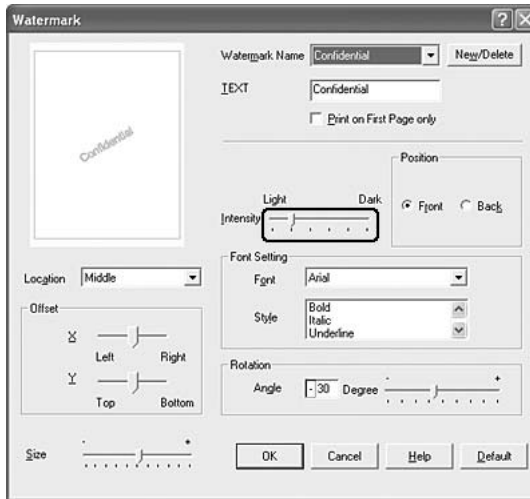 Watermark
Watermark Name Confidential New/Delete
TEXT Confidential
Print on First Page only
Confidential
Position
Front Back
Light Dark
Intensity
Location Middle
Font Setting
Font Arial
Style Bold
Italic
Underline
Offset
X
Left Right
Y
Top Bottom
Rotation
Angle -30 Degree - +
Size - +
OK Cancel Help Default